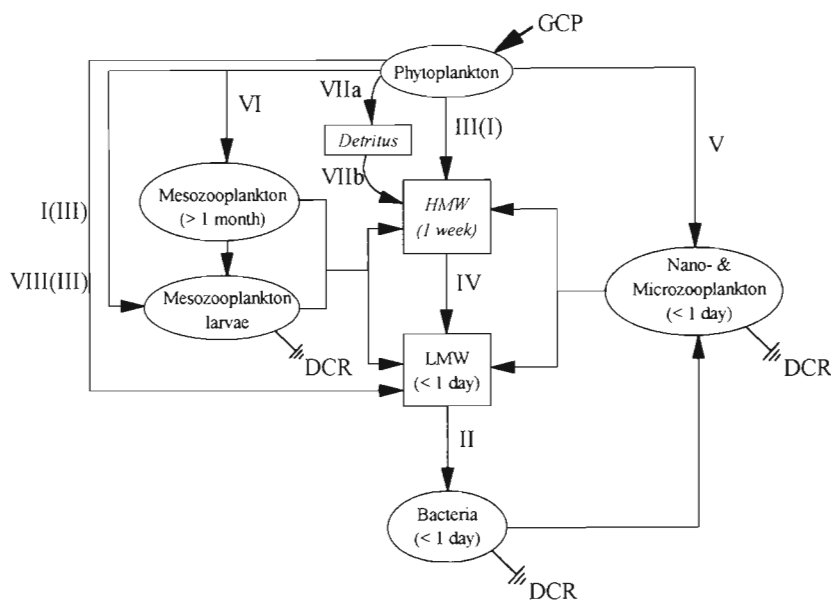 GCP
Phytoplankton
VIIa
VI
III(I)
V
Detritus
VIIb
Mesozooplankton
(> 1 month)
HMW
(1 week)
I(III)
Nano- &
Microzooplankton
(< 1 day)
VIII(III)
IV
Mesozooplankton
larvae
DCR
LMW
(< 1 day)
DCR
II
Bacteria
(< 1 day)
DCR